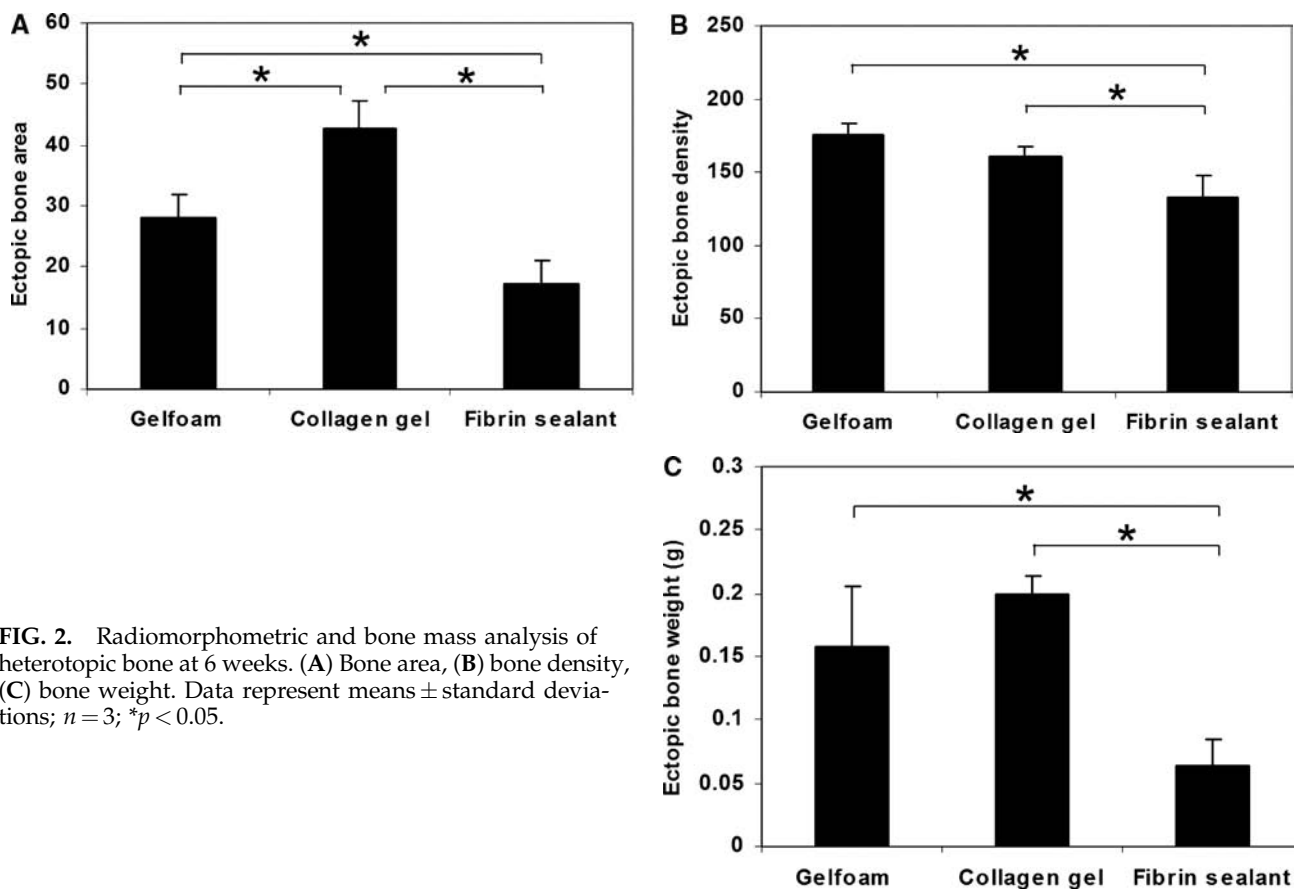 A
60
50
40
30
20
10
0
Ectopic bone area
*
*
*
Gelfoam Collagen gel Fibrin sealant
B
250
200
150
100
50
0
Ectopic bone density
*
*
Gelfoam Collagen gel Fibrin sealant
C
0.3
0.25
0.2
0.15
0.1
0.05
0
Ectopic bone weight (g)
*
*
Gelfoam Collagen gel Fibrin sealant
FIG. 2. Radiomorphometric and bone mass analysis of
heterotopic bone at 6 weeks. (A) Bone area, (B) bone density,
(C) bone weight. Data represent means ± standard devia-
tions; n = 3; *p < 0.05.